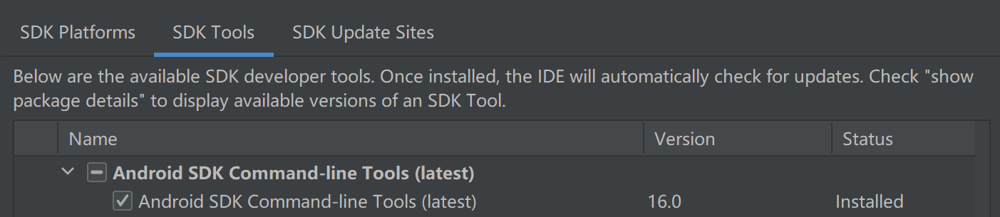 SDK Platforms SDK Tools SDK Update Sites
Below are the available SDK developer tools. Once installed, the IDE will automatically check for updates. Check "show
package details" to display available versions of an SDK Tool.
Name Version Status
Android SDK Command-line Tools (latest)
Android SDK Command-line Tools (latest) 16.0 Installed